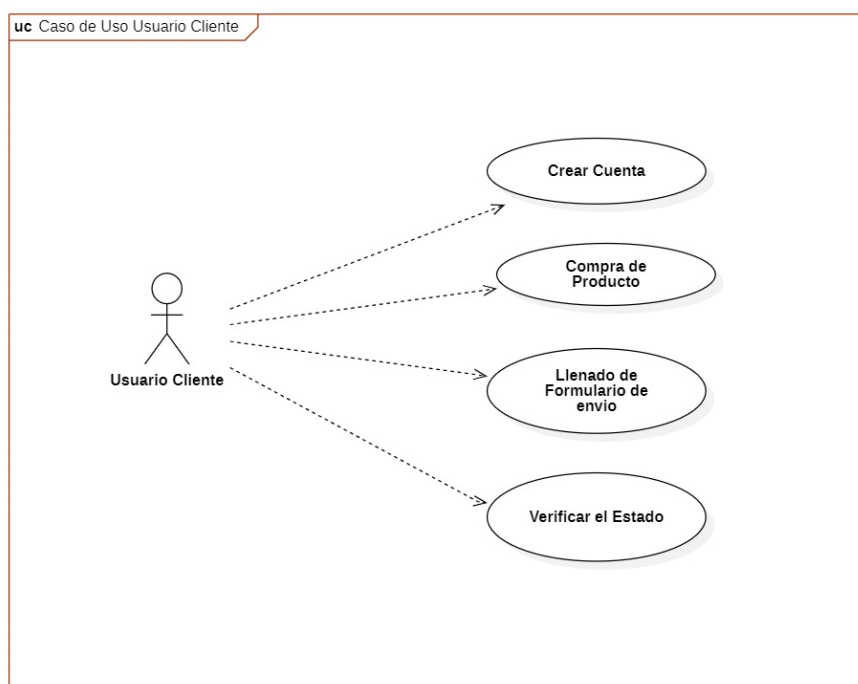 uc Caso de Uso Usuario Cliente
Crear Cuenta
Compra de
Producto
Usuario Cliente
Llenado de
Formulario de
envio
Verificar el Estado